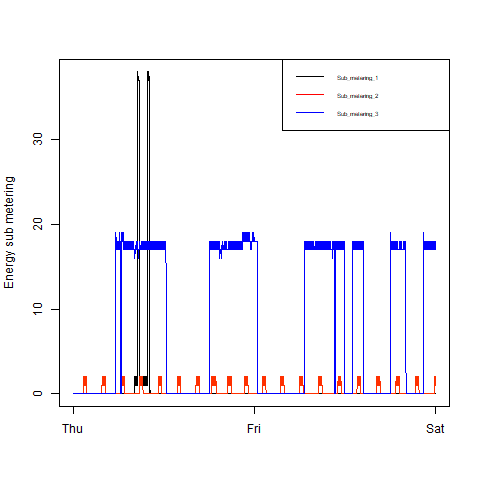 Sub_metering_1
Sub_metering_2
Sub_metering_3
Energy sub metering
30
20
10
0
Thu
Fri
Sat